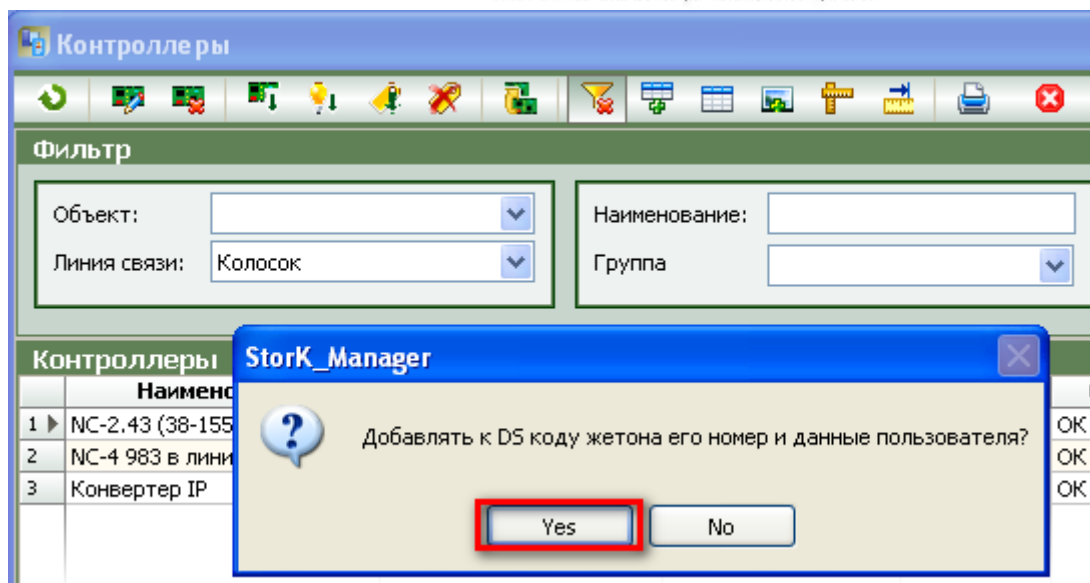 Контроллеры
Фильтр
Объект:
Наименование:
Линия связи: Колосок
Группа
Контроллеры
StorK_Manager
1 NC-2.43 (38-155
OK
2 NC-4 983 в лини
OK
3 Конвертер IP
OK
Добавлять к DS коду жетона его номер и данные пользователя?
Yes No